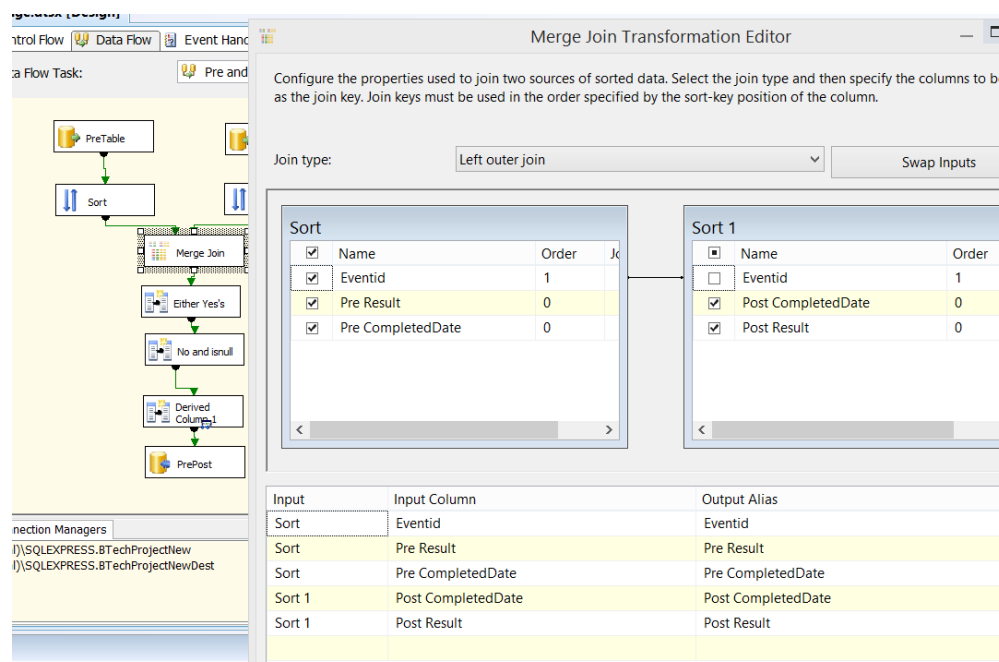 ge.dtsx [Design]
ntrol Flow Data Flow Event Hand
a Flow Task: Pre and
PreTable
Sort
Merge Join
Either Yes's
No and isnull
Derived
Column 1
PrePost
nnection Managers
l)\SQLEXPRESS.BTechProjectNew
l)\SQLEXPRESS.BTechProjectNewDest
Merge Join Transformation Editor
Configure the properties used to join two sources of sorted data. Select the join type and then specify the columns to b
as the join key. Join keys must be used in the order specified by the sort-key position of the column.
Join type: Left outer join Swap Inputs
Sort
Name Order Jo
Eventid 1
Pre Result 0
Pre CompletedDate 0
Sort 1
Name Order
Eventid 1
Post CompletedDate 0
Post Result 0
Input Input Column Output Alias
Sort Eventid Eventid
Sort Pre Result Pre Result
Sort Pre CompletedDate Pre CompletedDate
Sort 1 Post CompletedDate Post CompletedDate
Sort 1 Post Result Post Result